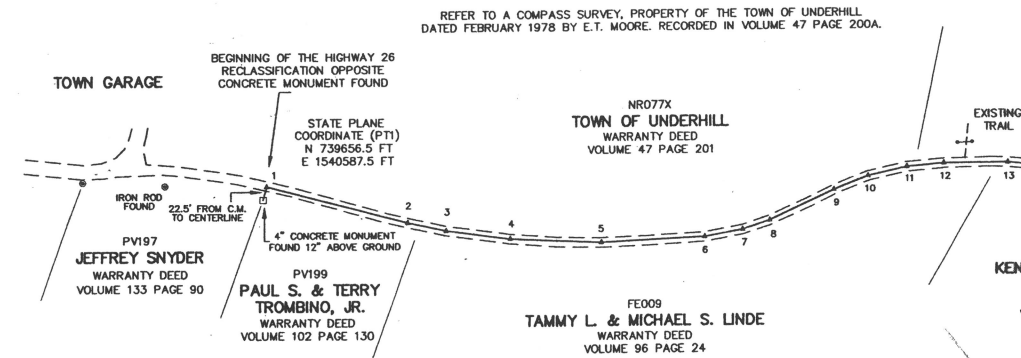 REFER TO A COMPASS SURVEY, PROPERTY OF THE TOWN OF UNDERHILL
DATED FEBRUARY 1978 BY E.T. MOORE. RECORDED IN VOLUME 47 PAGE 200A.
BEGINNING OF THE HIGHWAY 26
RECLASSIFICATION OPPOSITE
CONCRETE MONUMENT FOUND
TOWN GARAGE
STATE PLANE
COORDINATE (PT1)
N 739656.5 FT
E 1540587.5 FT
NR077X
TOWN OF UNDERHILL
WARRANTY DEED
VOLUME 47 PAGE 201
EXISTING
TRAIL
1
2
3
4
5
6
7
8
9
10
11
12
13
IRON ROD
FOUND
22.5' FROM C.M.
TO CENTERLINE
4" CONCRETE MONUMENT
FOUND 12" ABOVE GROUND
PV197
JEFFREY SNYDER
WARRANTY DEED
VOLUME 133 PAGE 90
PV199
PAUL S. & TERRY
TROMBINO, JR.
WARRANTY DEED
VOLUME 102 PAGE 130
FE009
TAMMY L. & MICHAEL S. LINDE
WARRANTY DEED
VOLUME 96 PAGE 24
KEN